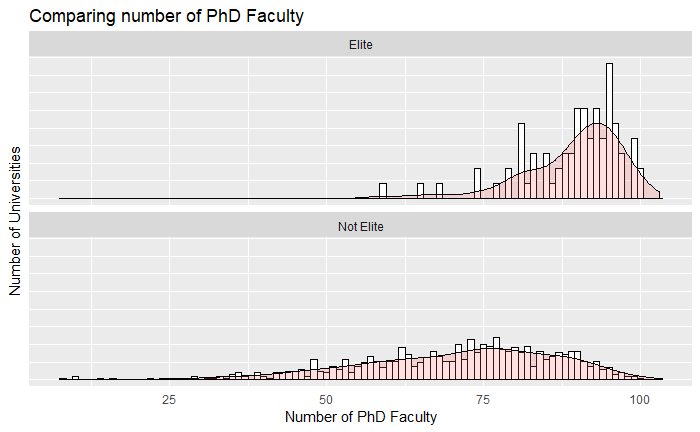 Comparing number of PhD Faculty
Elite
Number of Universities
Not Elite
25 50 75 100
Number of PhD Faculty